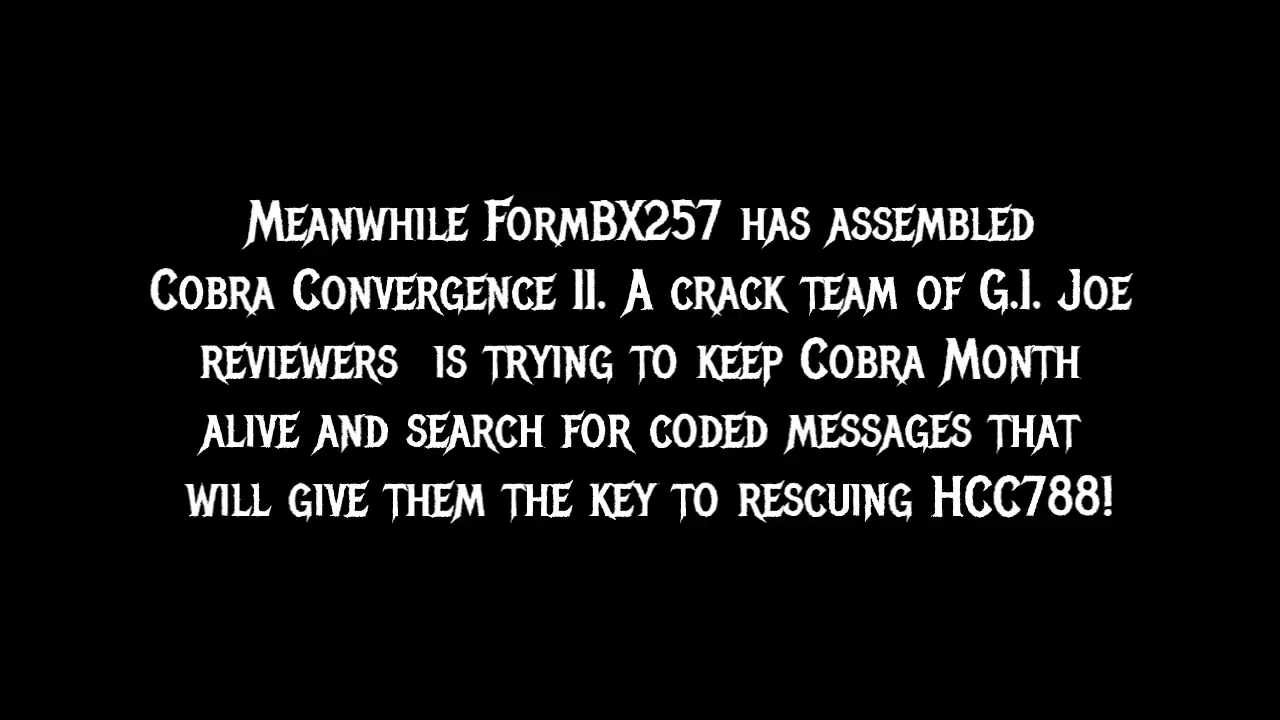 Meanwhile FormBX257 has assembled
Cobra Convergence II. A crack team of G.I. Joe
reviewers is trying to keep Cobra Month
alive and search for coded messages that
will give them the key to rescuing HCC788!